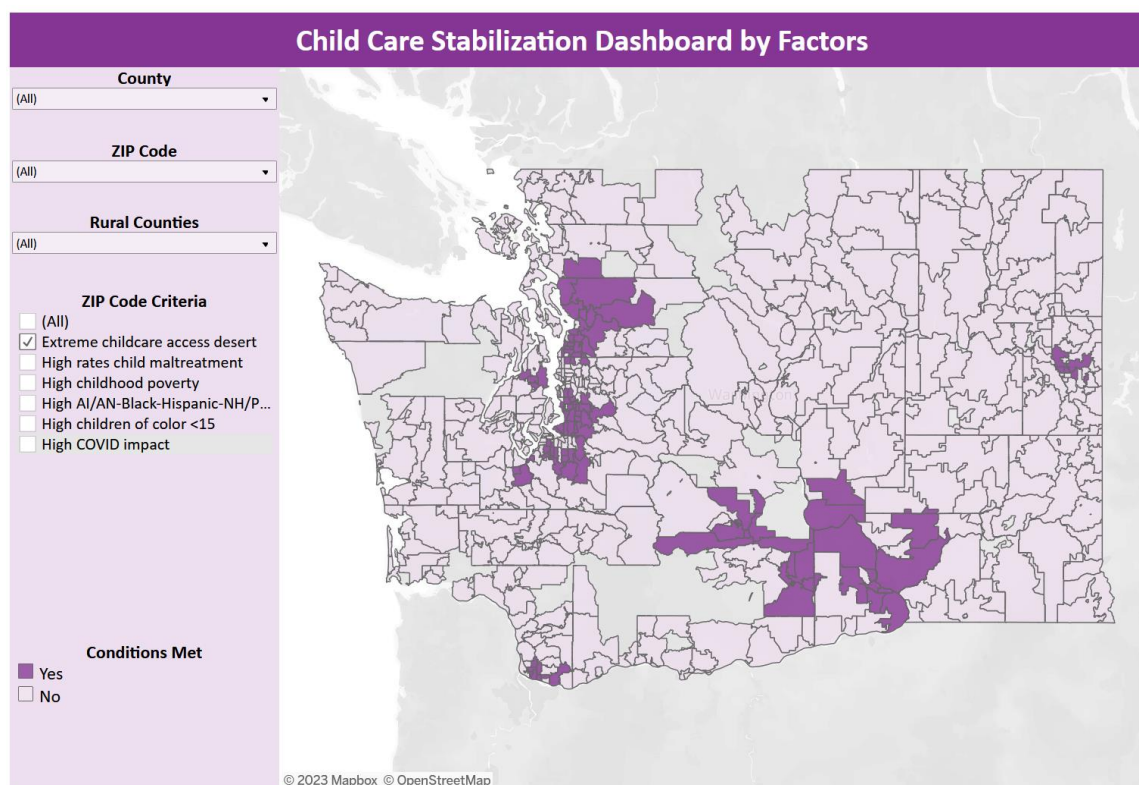 Child Care Stabilization Dashboard by Factors
County
(All)
ZIP Code
(All)
Rural Counties
(All)
ZIP Code Criteria
(All)
Extreme childcare access desert
High rates child maltreatment
High childhood poverty
High AI/AN-Black-Hispanic-NH/P...
High children of color <15
High COVID impact
Conditions Met
Yes
No
© 2023 Mapbox © OpenStreetMap